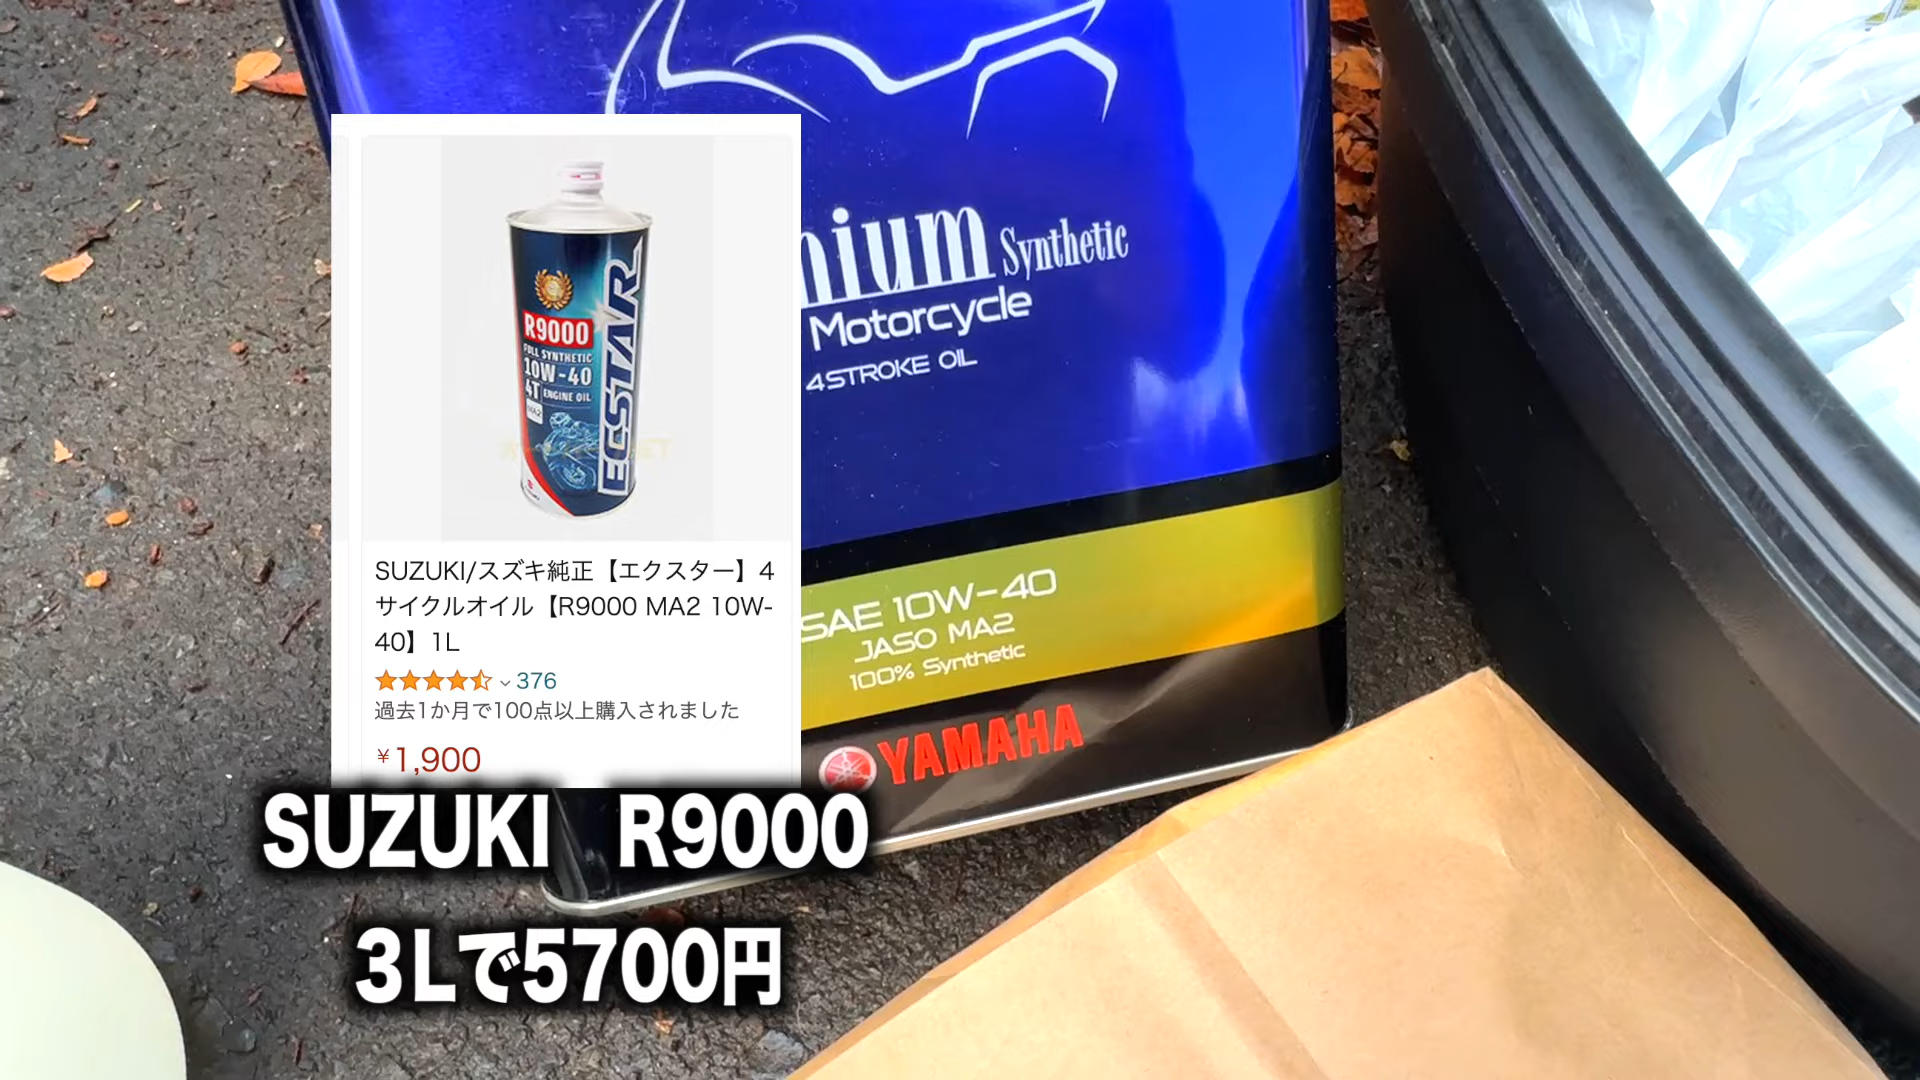 nium Synthetic
Motorcycle
4STROKE OIL
SAE 10W-40
JASO MA2
100% Synthetic
YAMAHA
R9000
FULL SYNTHETIC
10W-40
4T ENGINE OIL
MA2
ECSTAR
SUZUKI/スズキ純正【エクスター】4
サイクルオイル【R9000 MA2 10W-
40】1L
376
過去1か月で100点以上購入されました
¥1,900
SUZUKI R9000
3Lで5700円